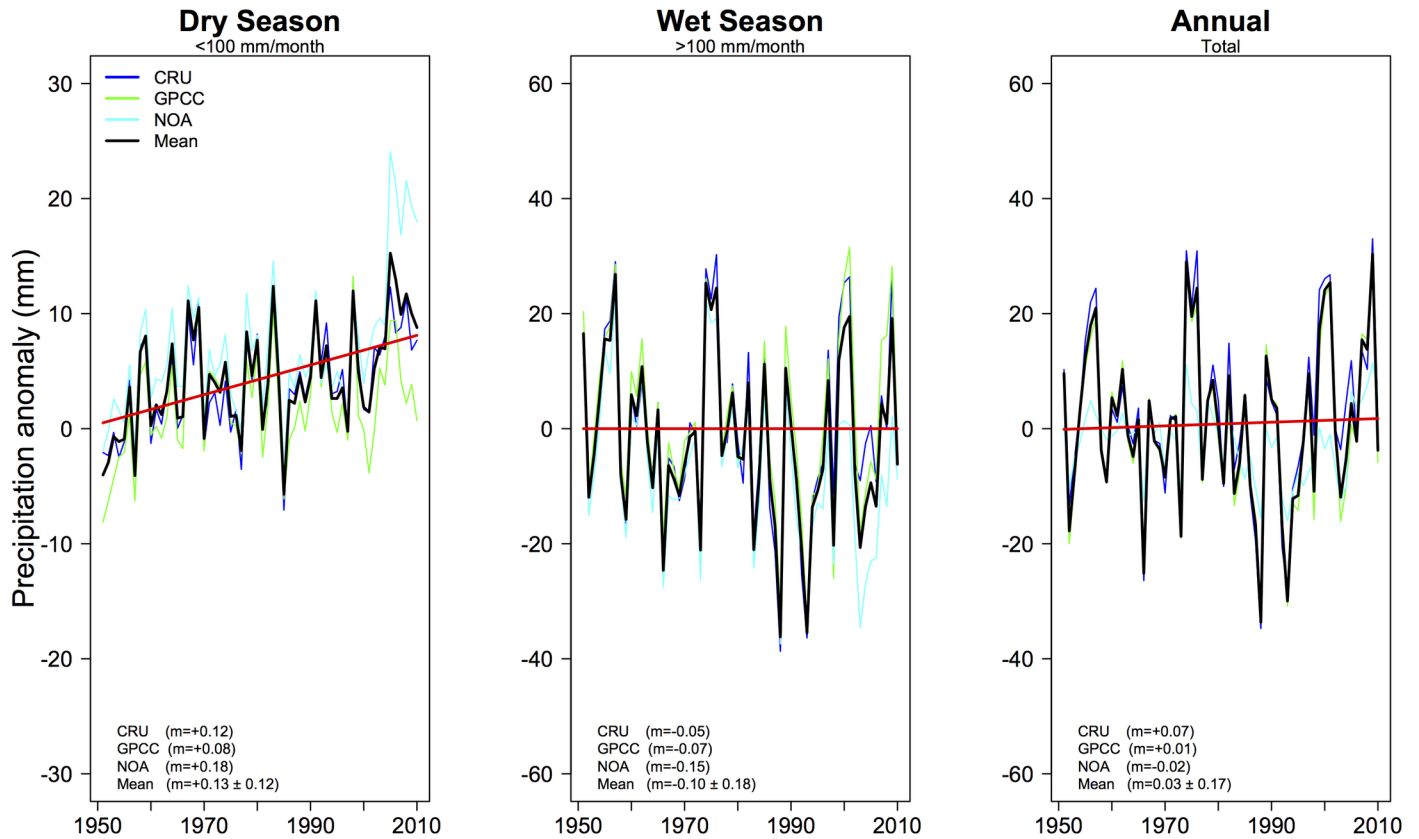 Dry Season
<100 mm/month
Wet Season
>100 mm/month
Annual
Total
Precipitation anomaly (mm)
30
20
10
0
-10
-20
-30
CRU
GPCC
NOA
Mean
CRU (m=+0.12)
GPCC (m=+0.08)
NOA (m=+0.18)
Mean (m=+0.13 ± 0.12)
1950 1970 1990 2010
60
40
20
0
-20
-40
-60
CRU (m=-0.05)
GPCC (m=-0.07)
NOA (m=-0.15)
Mean (m=-0.10 ± 0.18)
1950 1970 1990 2010
60
40
20
0
-20
-40
-60
CRU (m=+0.07)
GPCC (m=+0.01)
NOA (m=-0.02)
Mean (m=0.03 ± 0.17)
1950 1970 1990 2010